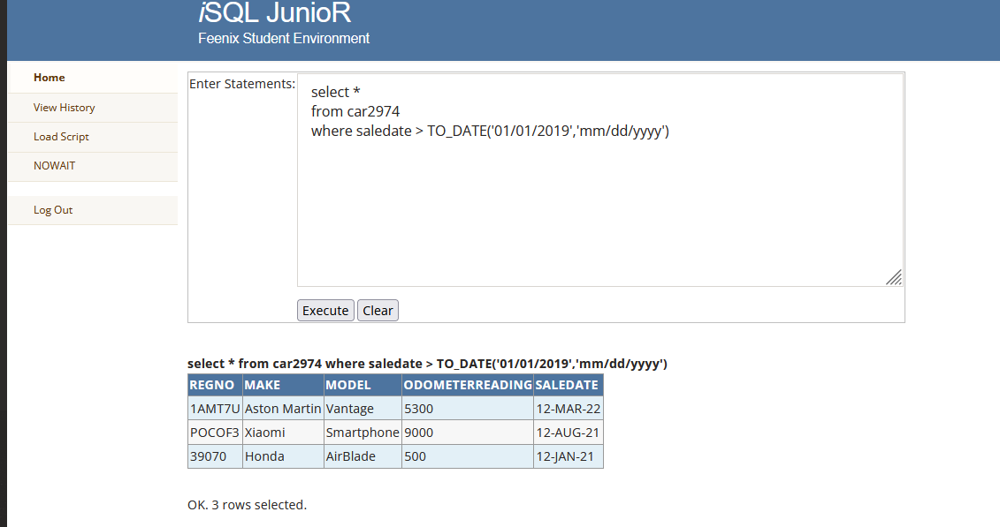 iSQL JunioR
Feenix Student Environment
Home
View History
Load Script
NOWAIT
Log Out
Enter Statements:
select *
from car2974
where saledate > TO_DATE('01/01/2019','mm/dd/yyyy')
Execute Clear
select * from car2974 where saledate > TO_DATE('01/01/2019','mm/dd/yyyy')
REGNO MAKE MODEL ODOMETERREADING SALEDATE
1AMT7U Aston Martin Vantage 5300 12-MAR-22
POCOF3 Xiaomi Smartphone 9000 12-AUG-21
39070 Honda AirBlade 500 12-JAN-21
OK. 3 rows selected.